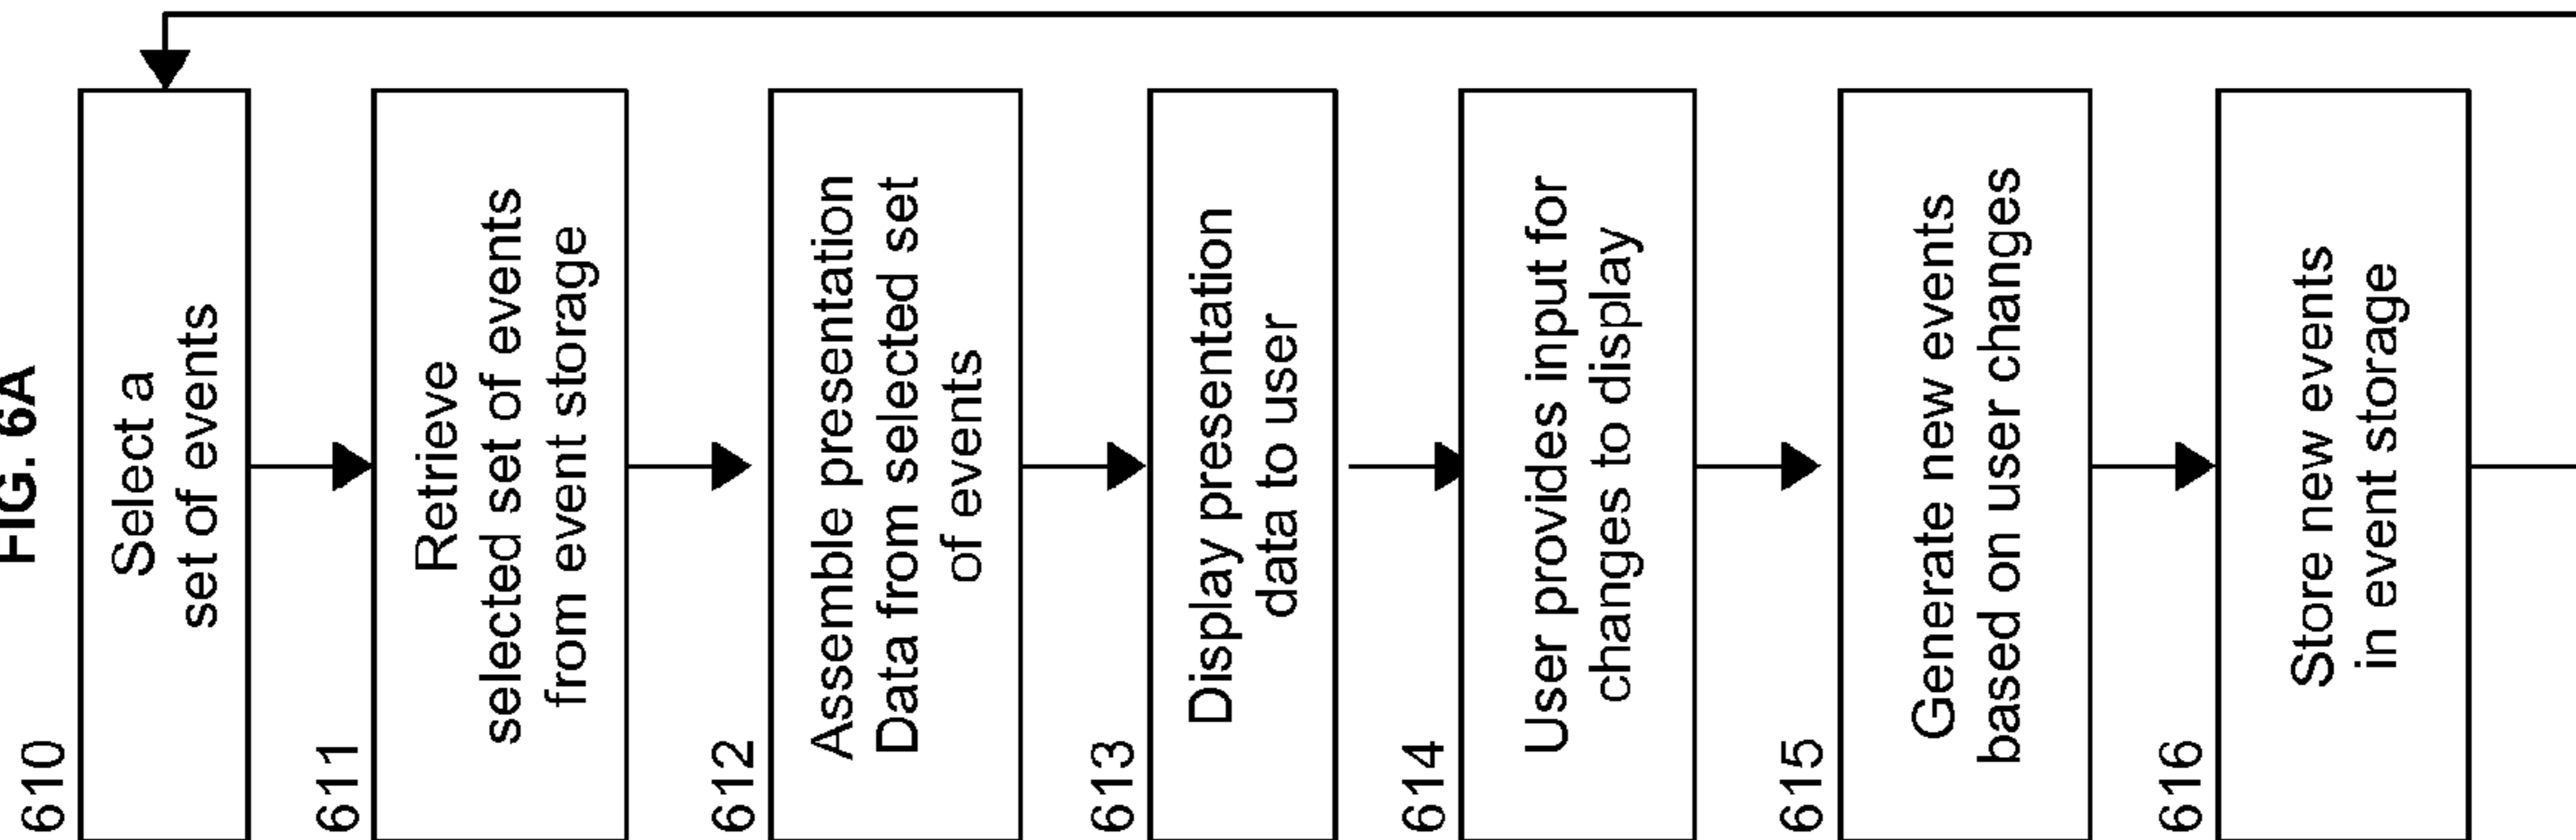 FIG. 6A
610
Select a
set of events
611
Retrieve
selected set of events
from event storage
612
Assemble presentation
Data from selected set
of events
613
Display presentation
data to user
614
User provides input for
changes to display
615
Generate new events
based on user changes
616
Store new events
in event storage